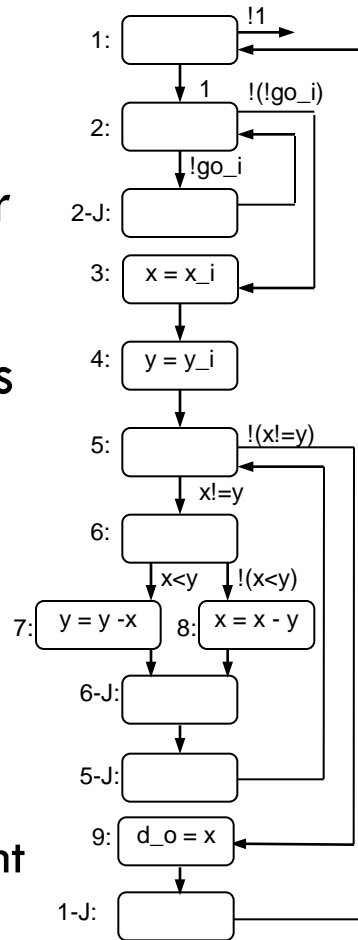 1:
!1
1
!(!go_i)
2:
!go_i
r
2-J:
3:
x = x_i
4:
y = y_i
s
5:
!(x!=y)
x!=y
6:
x<y
!(x<y)
7:
y = y -x
8:
x = x - y
6-J:
5-J:
9:
d_o = x
nt
1-J: